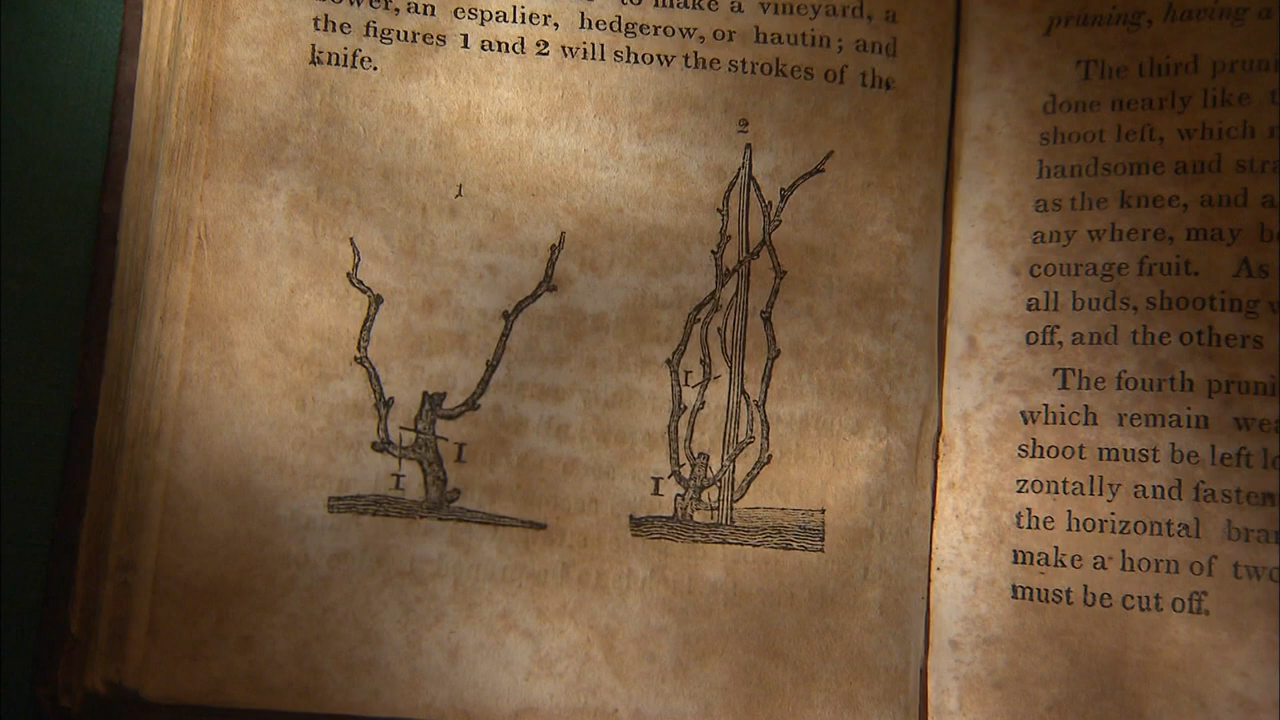 to make a vineyard, a
bower, an espalier, hedgerow, or hautin; and
the figures 1 and 2 will show the strokes of the
knife.
1
2
I
I
I
I
pruning, having a
The third pruni
done nearly like t
shoot left, which
handsome and stra
as the knee, and a
any where, may b
courage fruit. As
all buds, shooting
off, and the others
The fourth pruni
which remain we
shoot must be left lo
zontally and fasten
the horizontal bran
make a horn of two
must be cut off.